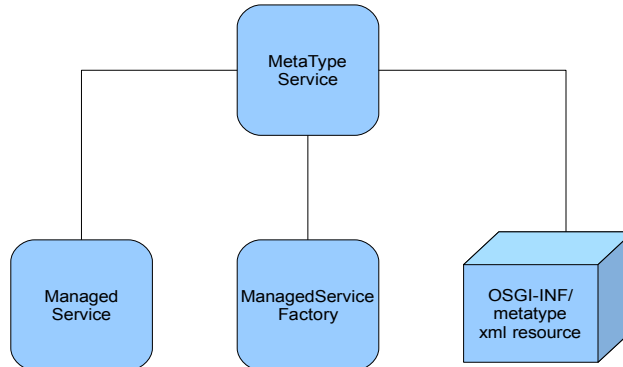 MetaType
Service
Managed
Service
ManagedService
Factory
OSGI-INF/
metatype
xml resource